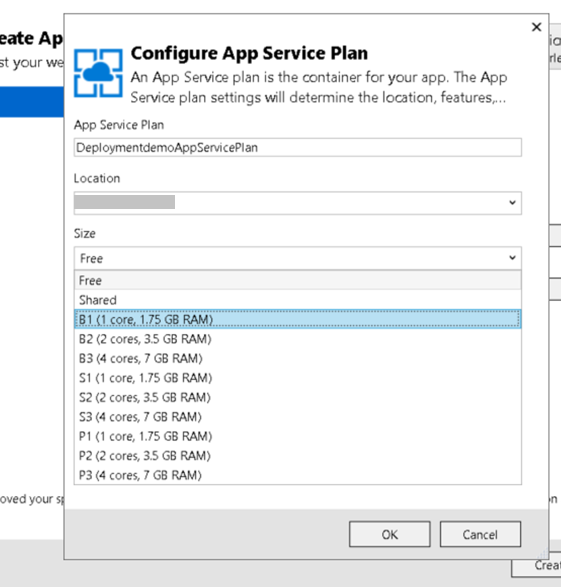 eate Ap
st your we
Configure App Service Plan
An App Service plan is the container for your app. The App
Service plan settings will determine the location, features,...
App Service Plan
DeploymentdemoAppServicePlan
Location
Size
Free
Free
Shared
B1 (1 core, 1.75 GB RAM)
B2 (2 cores, 3.5 GB RAM)
B3 (4 cores, 7 GB RAM)
S1 (1 core, 1.75 GB RAM)
S2 (2 cores, 3.5 GB RAM)
S3 (4 cores, 7 GB RAM)
P1 (1 core, 1.75 GB RAM)
P2 (2 cores, 3.5 GB RAM)
P3 (4 cores, 7 GB RAM)
oved your sp
on
OK
Cancel
Creat